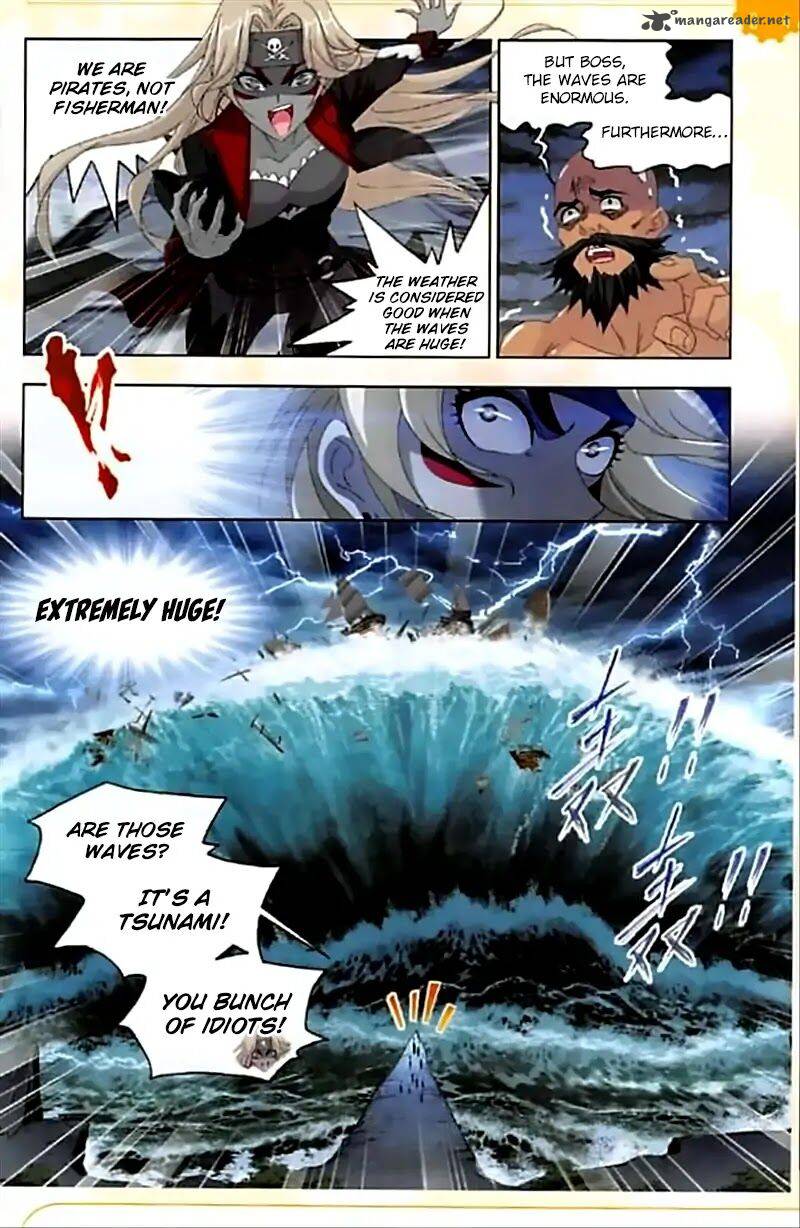 mangareader.net
WE ARE
PIRATES, NOT
FISHERMAN!
THE WEATHER
IS CONSIDERED
GOOD WHEN
THE WAVES
ARE HUGE!
BUT BOSS,
THE WAVES ARE
ENORMOUS.
FURTHERMORE...
EXTREMELY HUGE!
轰!!
轰!!
ARE THOSE
WAVES?
IT'S A
TSUNAMI!
YOU BUNCH
OF IDIOTS!